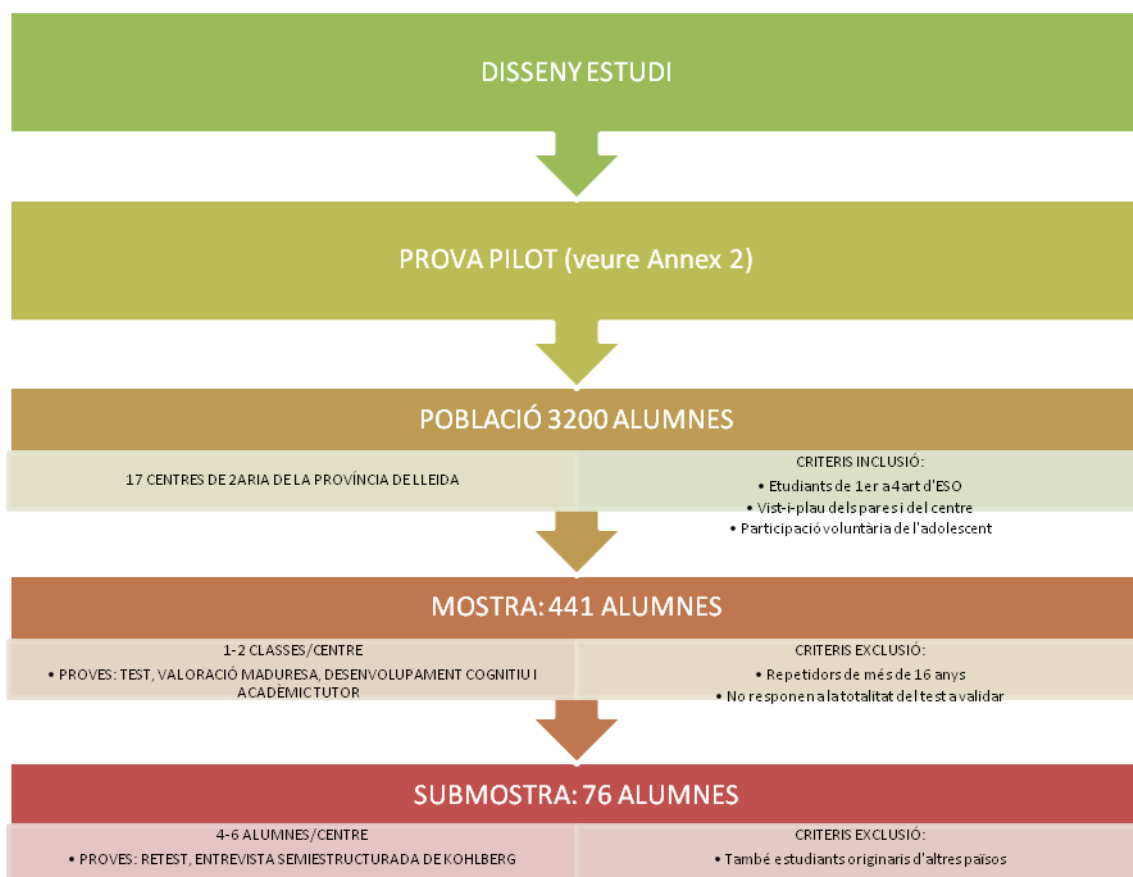 DISSENY ESTUDI
PROVA PILOT (veure Annex 2)
POBLACIÓ 3200 ALUMNES
17 CENTRES DE 2ARIA DE LA PROVÍNCIA DE LLEIDA
CRITERIS INCLUSIÓ:
• Etudiants de 1er a 4art d'ESO
• Vist-i-plau dels pares i del centre
• Participació voluntària de l'adolescent
MOSTRA: 441 ALUMNES
1-2 CLASSES/CENTRE
• PROVES: TEST, VALORACIÓ MADURESA, DESENVOLUPAMENT COGNITIU I
ACADÈMIC TUTOR
CRITERIS EXCLUSIÓ:
• Repetidors de més de 16 anys
• No responen a la totalitat del test a validar
SUBMOSTRA: 76 ALUMNES
4-6 ALUMNES/CENTRE
• PROVES: RETEST, ENTREVISTA SEMIESTRUCTURADA DE KOHLBERG
CRITERIS EXCLUSIÓ:
• També estudiants originaris d'altres països